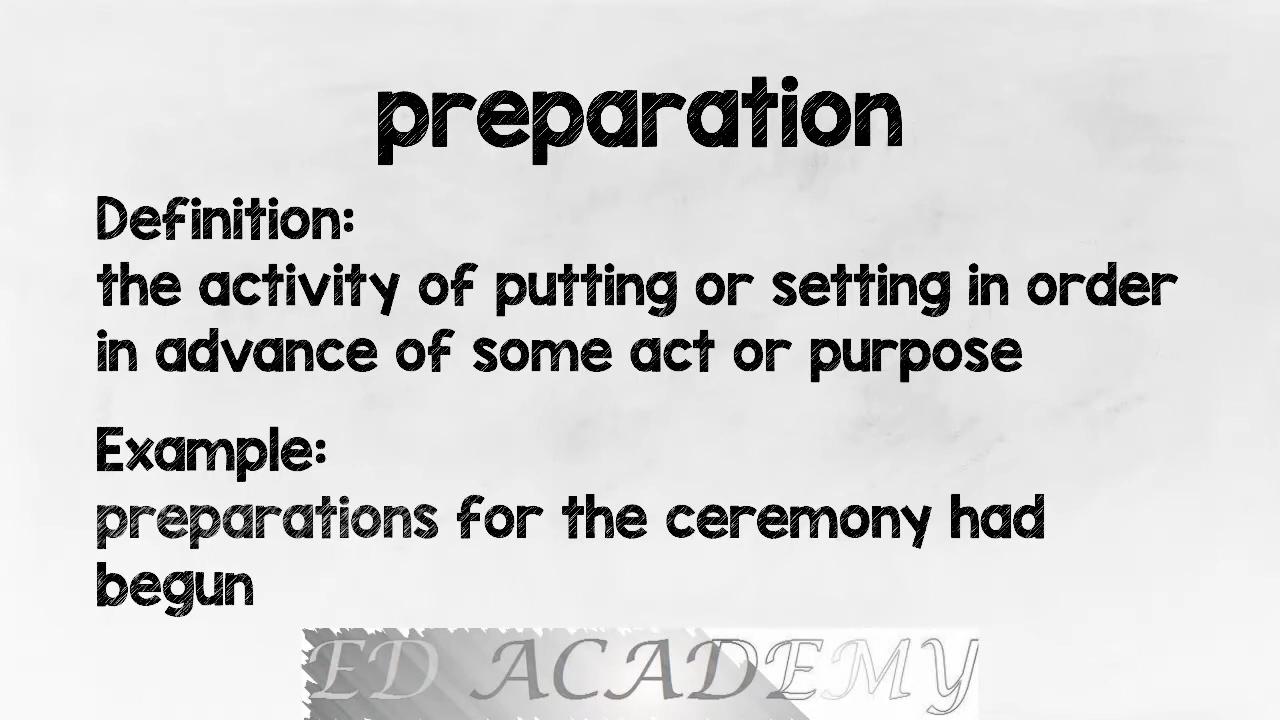 preparation
Definition:
the activity of putting or setting in order
in advance of some act or purpose
Example:
preparations for the ceremony had
begun
ED ACADEMY